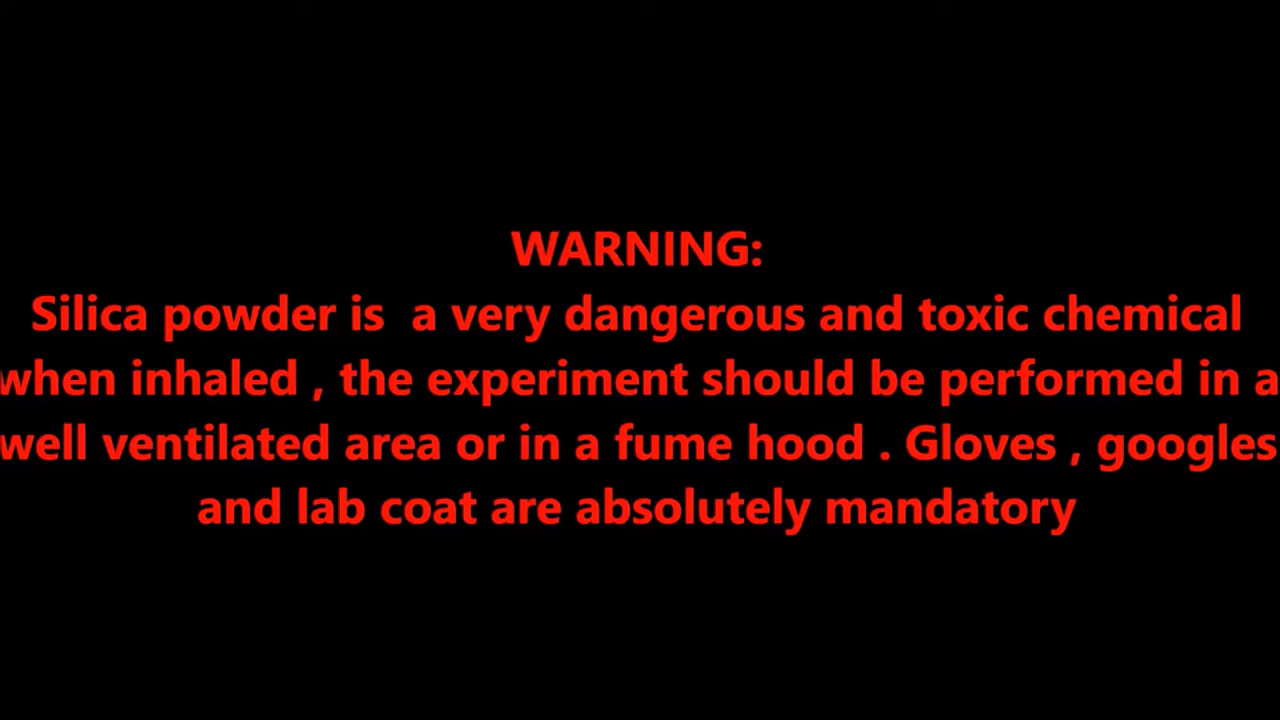 WARNING:
Silica powder is  a very dangerous and toxic chemical
when inhaled , the experiment should be performed in a
well ventilated area or in a fume hood . Gloves , googles
and lab coat are absolutely mandatory